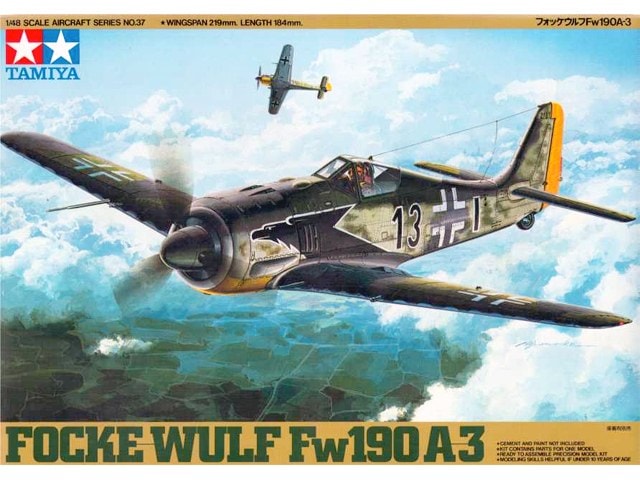 1/48 SCALE AIRCRAFT SERIES NO.37 ★WINGSPAN 219mm. LENGTH 184mm.
フォッケウルフFw190A-3
TAMIYA
13 I
FOCKE-WULF Fw190A-3
•CEMENT AND PAINT NOT INCLUDED
•KIT CONTAINS PARTS FOR ONE MODEL
•READY TO ASSEMBLE PRECISION MODEL KIT
•MODELING SKILLS HELPFUL IF UNDER 10 YEARS OF AGE